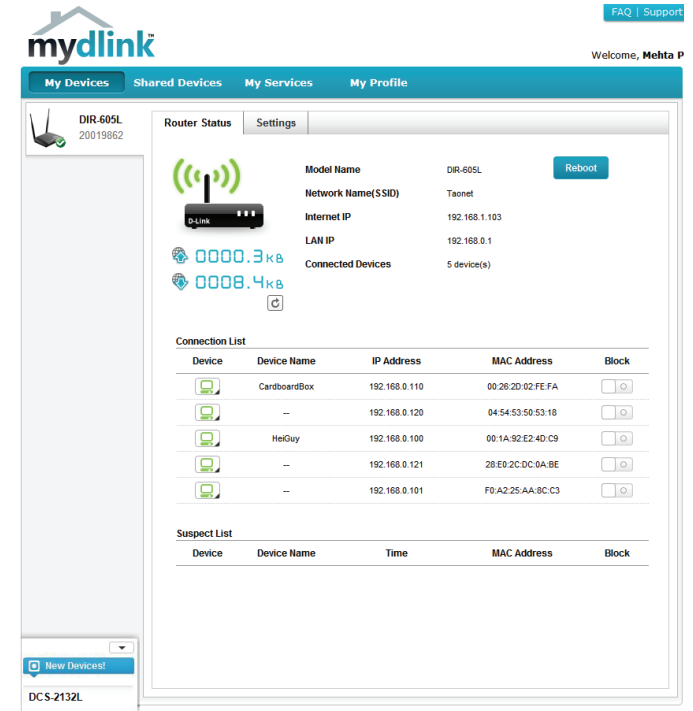 FAQ | Support
mydlink
Welcome, Mehta P
My Devices Shared Devices My Services My Profile
DIR-605L
20019862
Router Status Settings
Model Name DIR-605L Reboot
Network Name(SSID) Taonet
Internet IP 192.168.1.103
LAN IP 192.168.0.1
Connected Devices 5 device(s)
D-Link
0000.3KB
0008.4KB
Connection List
Device Device Name IP Address MAC Address Block
CardboardBox 192.168.0.110 00:26:2D:02:FE:FA
-- 192.168.0.120 04:54:53:50:53:18
HeiGuy 192.168.0.100 00:1A:92:E2:4D:C9
-- 192.168.0.121 28:E0:2C:DC:0A:BE
-- 192.168.0.101 F0:A2:25:AA:8C:C3
Suspect List
Device Device Name Time MAC Address Block
New Devices!
DCS-2132L